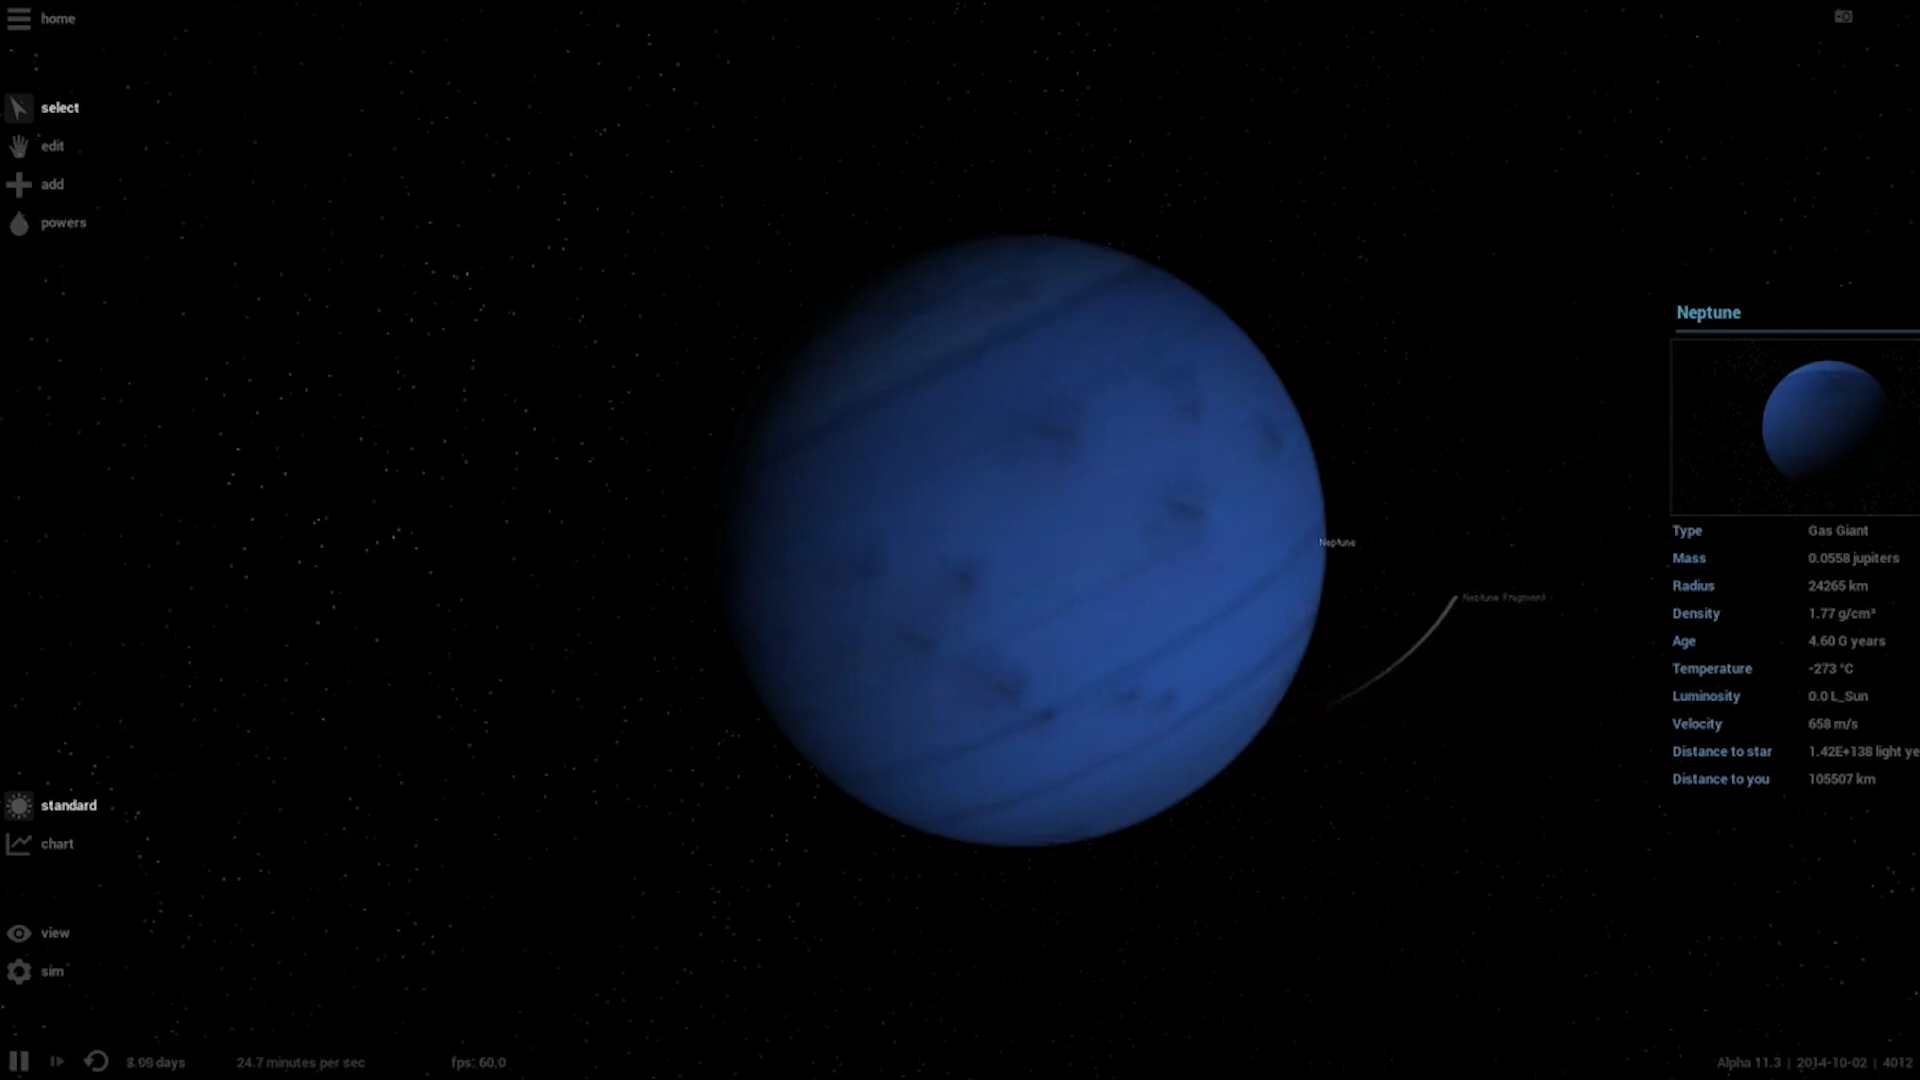 home
select
edit
add
powers
Neptune
Neptune
Neptune Fragment
Type Gas Giant
Mass 0.0558 jupiters
Radius 24265 km
Density 1.77 g/cm³
Age 4.60 G years
Temperature -273 °C
Luminosity 0.0 L_Sun
Velocity 658 m/s
Distance to star 1.42E+138 light ye
Distance to you 105507 km
standard
chart
view
sim
days 24.7 minutes per sec fps: 60.0
Alpha 11.3 | 2014-10-02 | 4012